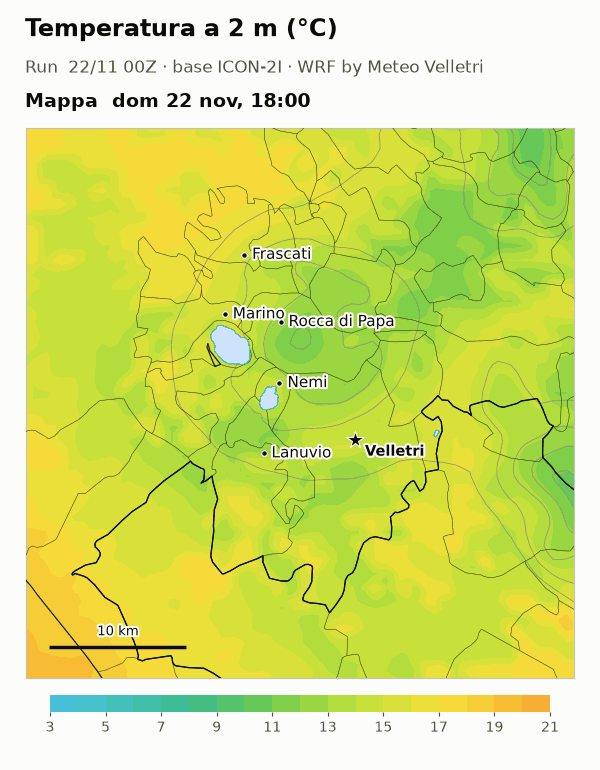 Temperatura a 2 m (°C)
Run  22/11 00Z · base ICON-2I · WRF by Meteo Velletri
Mappa  dom 22 nov, 18:00
Frascati
Marino
Rocca di Papa
Nemi
Velletri
Lanuvio
10 km
3 5 7 9 11 13 15 17 19 21